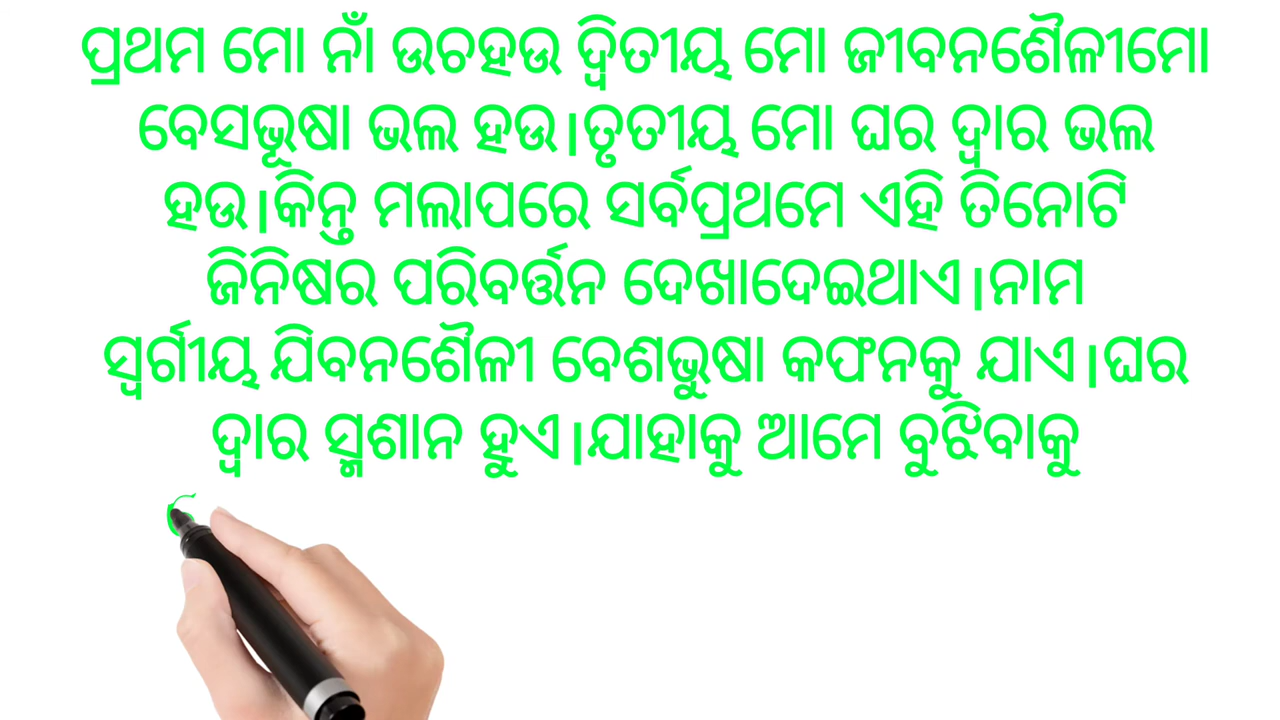 ପ୍ରଥମ ମୋ ନାଁ ଉଚହଉ ଦ୍ବିତୀୟ ମୋ ଜୀବନଶୈଳୀମୋ
ବେସଭୂଷା ଭଲ ହଉ।ତୃତୀୟ ମୋ ଘର ଦ୍ଵାର ଭଲ
ହଉ।କିନ୍ତୁ ମଲାପରେ ସର୍ବପ୍ରଥମେ ଏହି ତିନୋଟି
ଜିନିଷର ପରିବର୍ତ୍ତନ ଦେଖାଦେଇଥାଏ।ନାମ
ସ୍ୱର୍ଗୀୟ ଯିବନଶୈଳୀ ବେଶଭୁଷା କଫନକୁ ଯାଏ।ଘର
ଦ୍ଵାର ସ୍ମଶାନ ହୁଏ।ଯାହାକୁ ଆମେ ବୁଝିବାକୁ